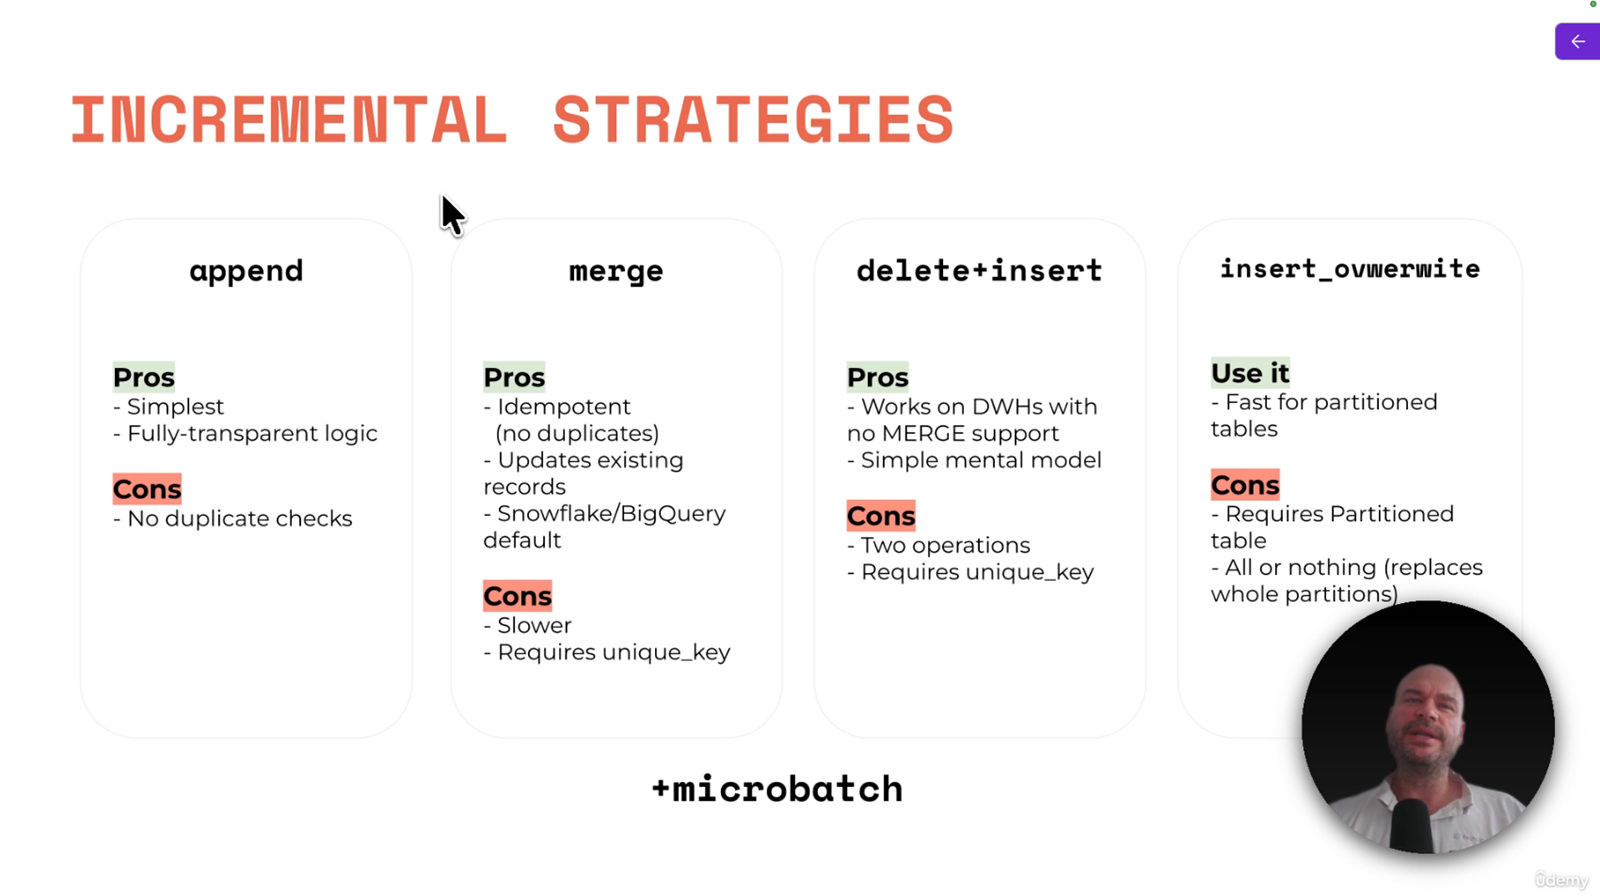 INCREMENTAL STRATEGIES
append
Pros
- Simplest
- Fully-transparent logic
Cons
- No duplicate checks
merge
Pros
- Idempotent
(no duplicates)
- Updates existing
records
- Snowflake/BigQuery
default
Cons
- Slower
- Requires unique_key
delete+insert
Pros
- Works on DWHs with
no MERGE support
- Simple mental model
Cons
- Two operations
- Requires unique_key
insert_ovwerwite
Use it
- Fast for partitioned
tables
Cons
- Requires Partitioned
table
- All or nothing (replaces
whole partitions)
+microbatch
ûdemy